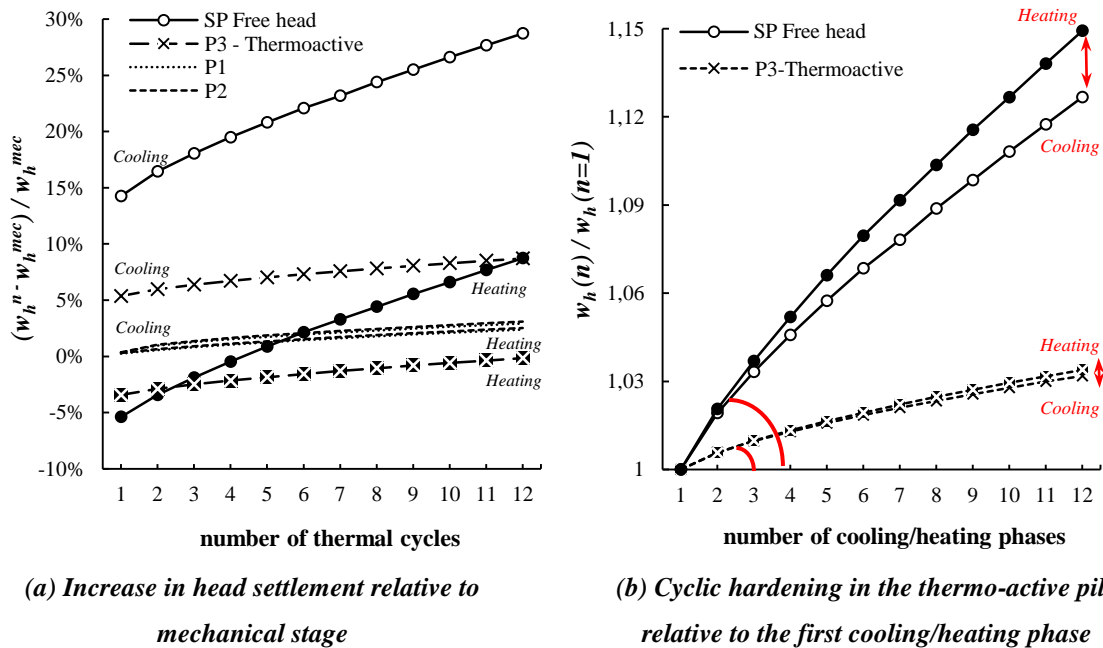 30%
25%
20%
15%
10%
5%
0%
-5%
-10%
(w_h^n - w_h^mec) / w_h^mec
SP Free head
P3 - Thermoactive
P1
P2
Cooling
Cooling
Cooling
Heating
Heating
Heating
1 2 3 4 5 6 7 8 9 10 11 12
number of thermal cycles
(a) Increase in head settlement relative to
mechanical stage
1,15
1,12
1,09
1,06
1,03
1
w_h(n) / w_h(n=1)
SP Free head
P3-Thermoactive
Heating
Cooling
Heating
Cooling
1 2 3 4 5 6 7 8 9 10 11 12
number of cooling/heating phases
(b) Cyclic hardening in the thermo-active pil
relative to the first cooling/heating phase